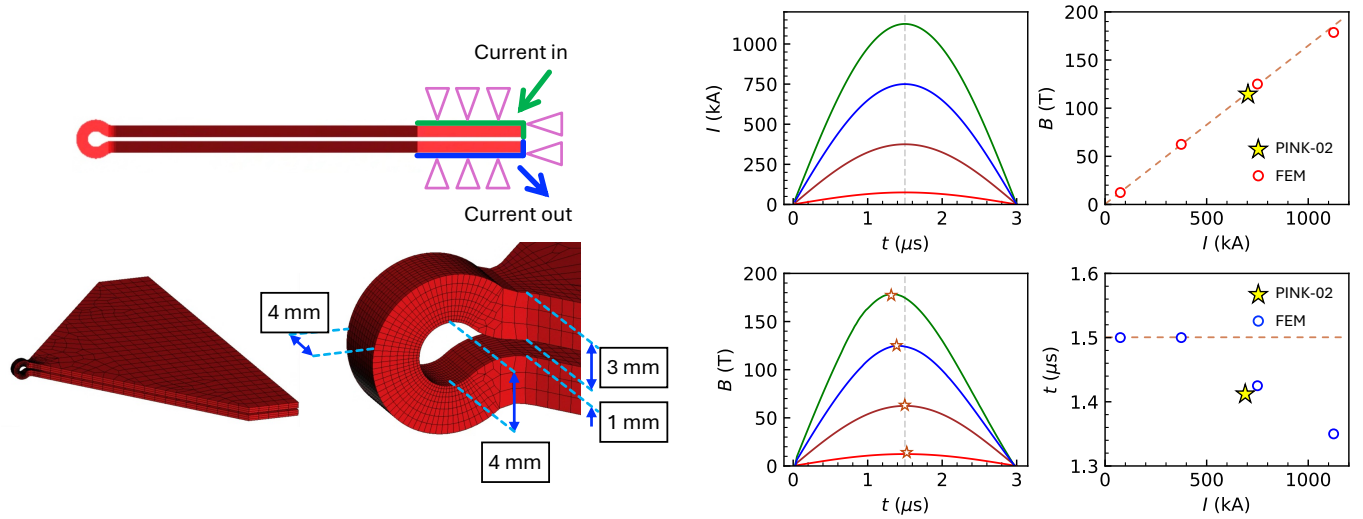 Current in
Current out
4 mm
3 mm
1 mm
4 mm
I (kA)
1000
750
500
250
0
0
1
2
3
t (μs)
B (T)
200
150
100
50
0
PINK-02
FEM
0
500
1000
I (kA)
B (T)
200
150
100
50
0
0
1
2
3
t (μs)
t (μs)
1.6
1.5
1.4
1.3
PINK-02
FEM
0
500
1000
I (kA)